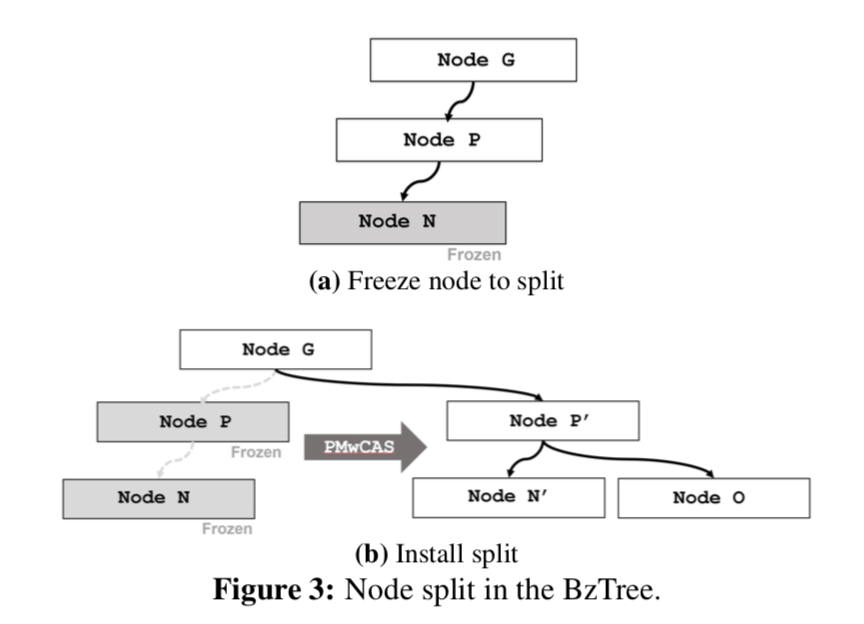 Node G
Node P
Node N
Frozen
(a) Freeze node to split
Node G
Node P
Frozen
PMwCAS
Node P′
Node N
Frozen
Node N′
Node O
(b) Install split
Figure 3: Node split in the BzTree.